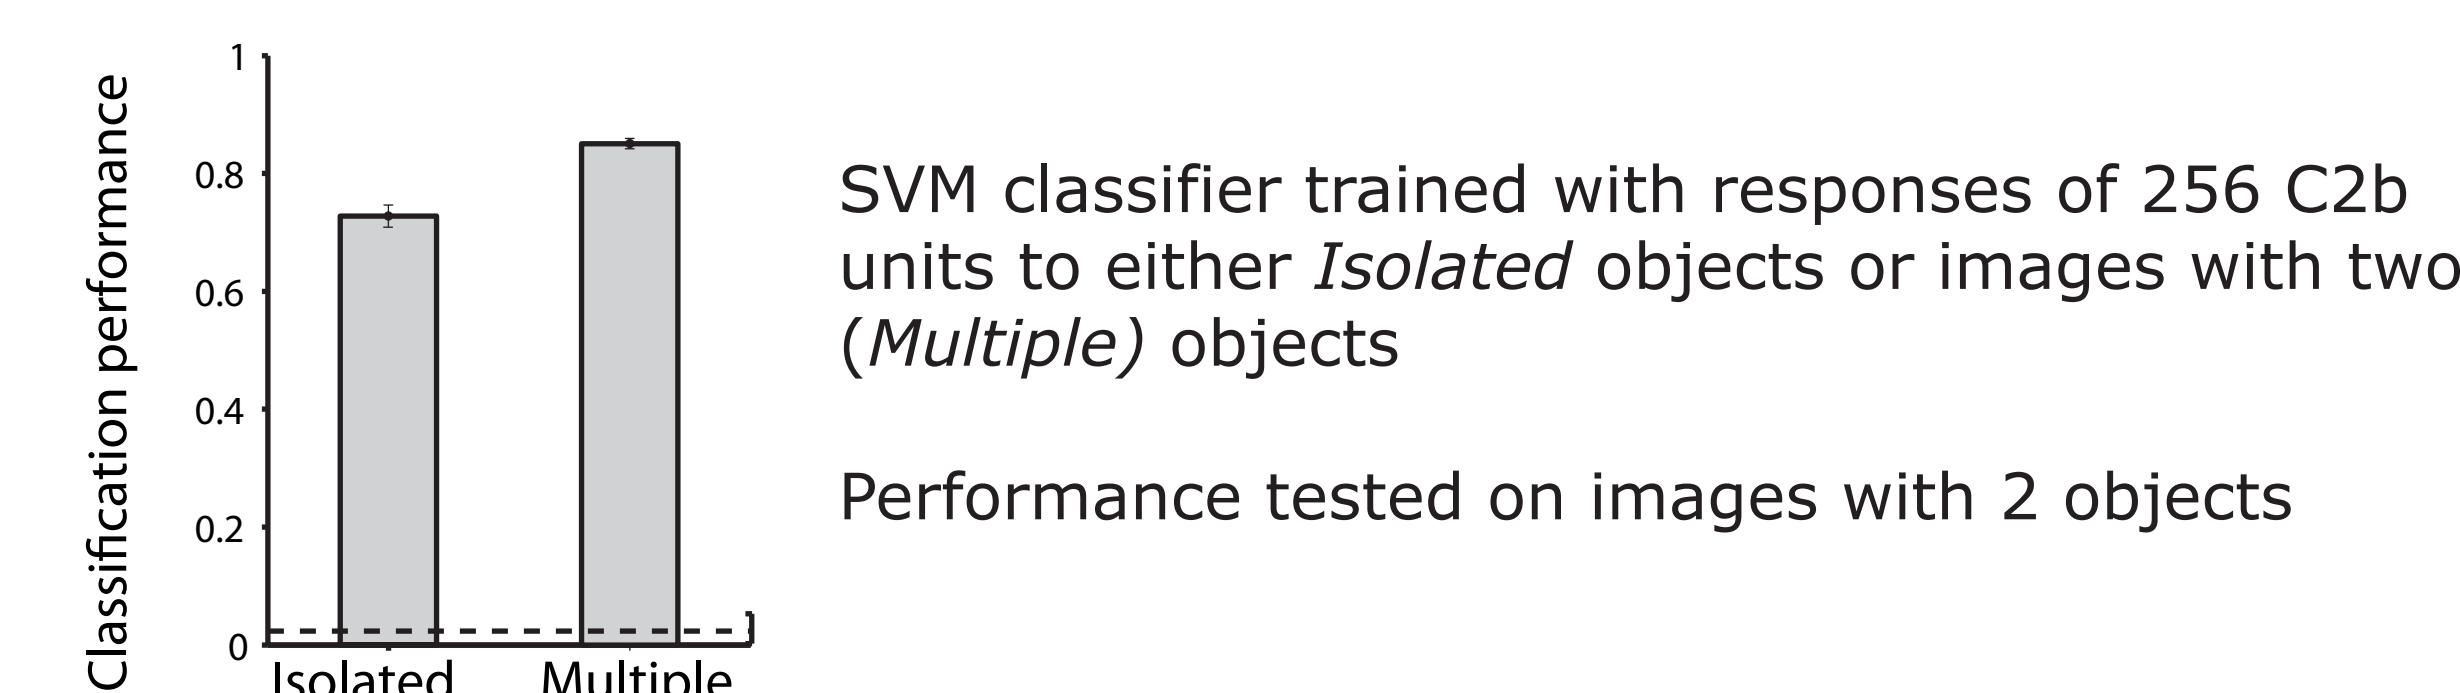 Classification performance
1
0.8
0.6
0.4
0.2
0
Isolated
Multiple
SVM classifier trained with responses of 256 C2b
units to either Isolated objects or images with two
(Multiple) objects
Performance tested on images with 2 objects